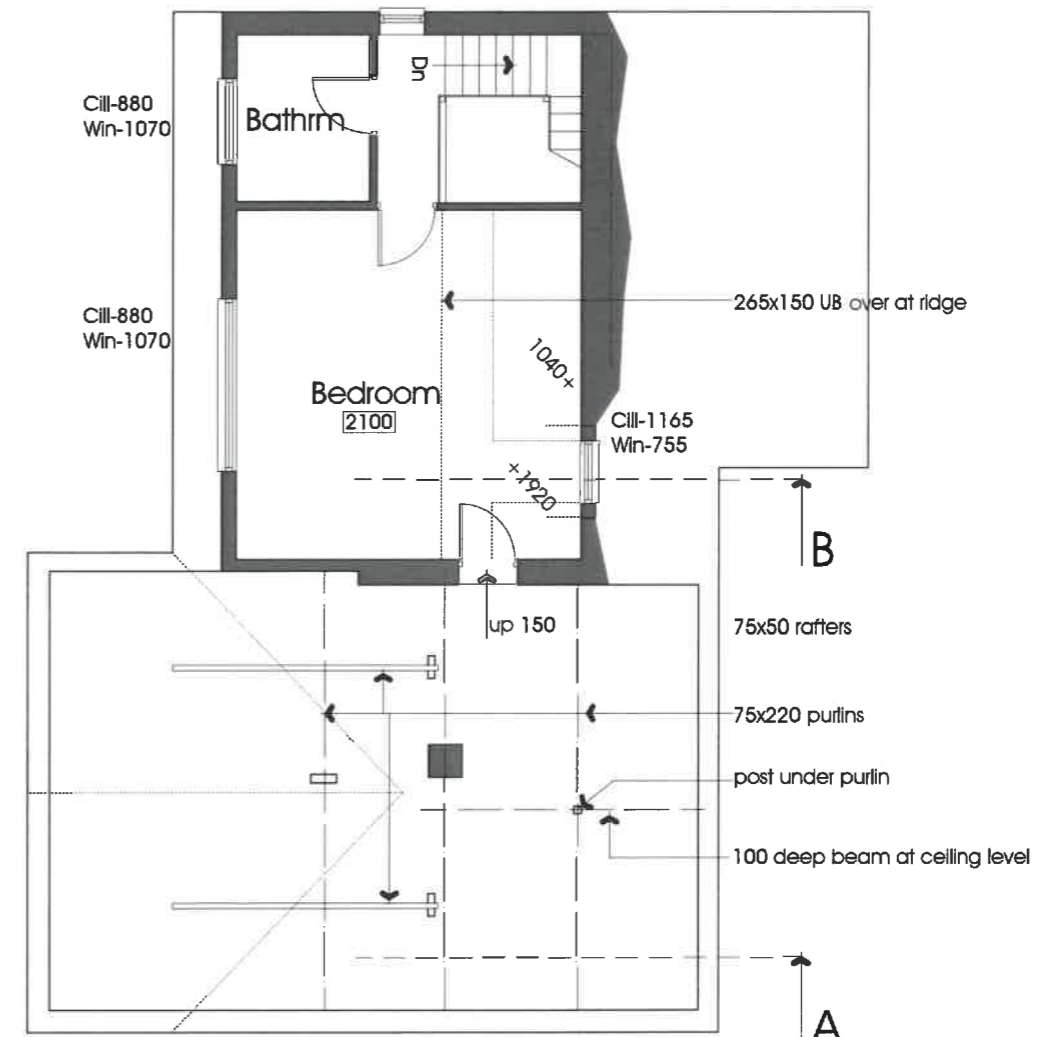 Dn
Cill-880
Win-1070
Bathrm
265x150 UB over at ridge
Cill-880
Win-1070
1040+
Bedroom
2100
Cill-1165
Win-755
+1920
B
up 150
75x50 rafters
75x220 purlins
post under purlin
100 deep beam at ceiling level
A